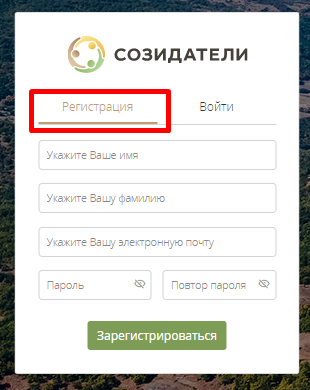 СОЗИДАТЕЛИ
Регистрация Войти
Укажите Ваше имя
Укажите Вашу фамилию
Укажите Вашу электронную почту
Пароль Повтор пароля
Зарегистрироваться